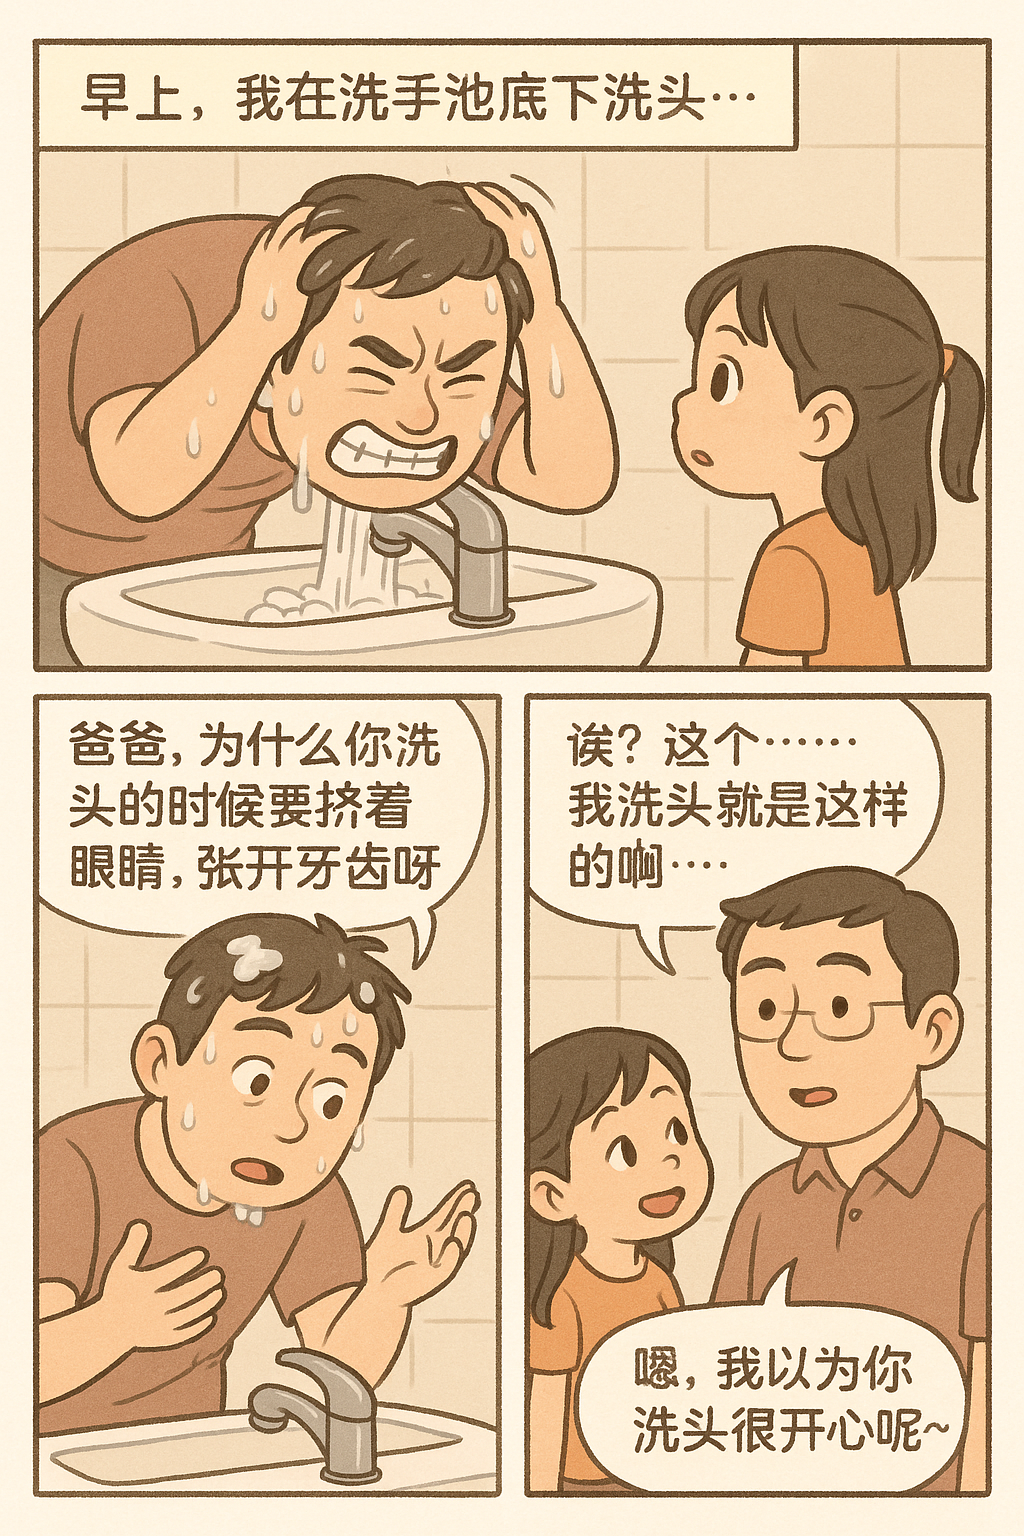 早上，我在洗手池底下洗头…
爸爸，为什么你洗
头的时候要挤着
眼睛，张开牙齿呀
诶？这个……
我洗头就是这样
的啊….
嗯，我以为你
洗头很开心呢~